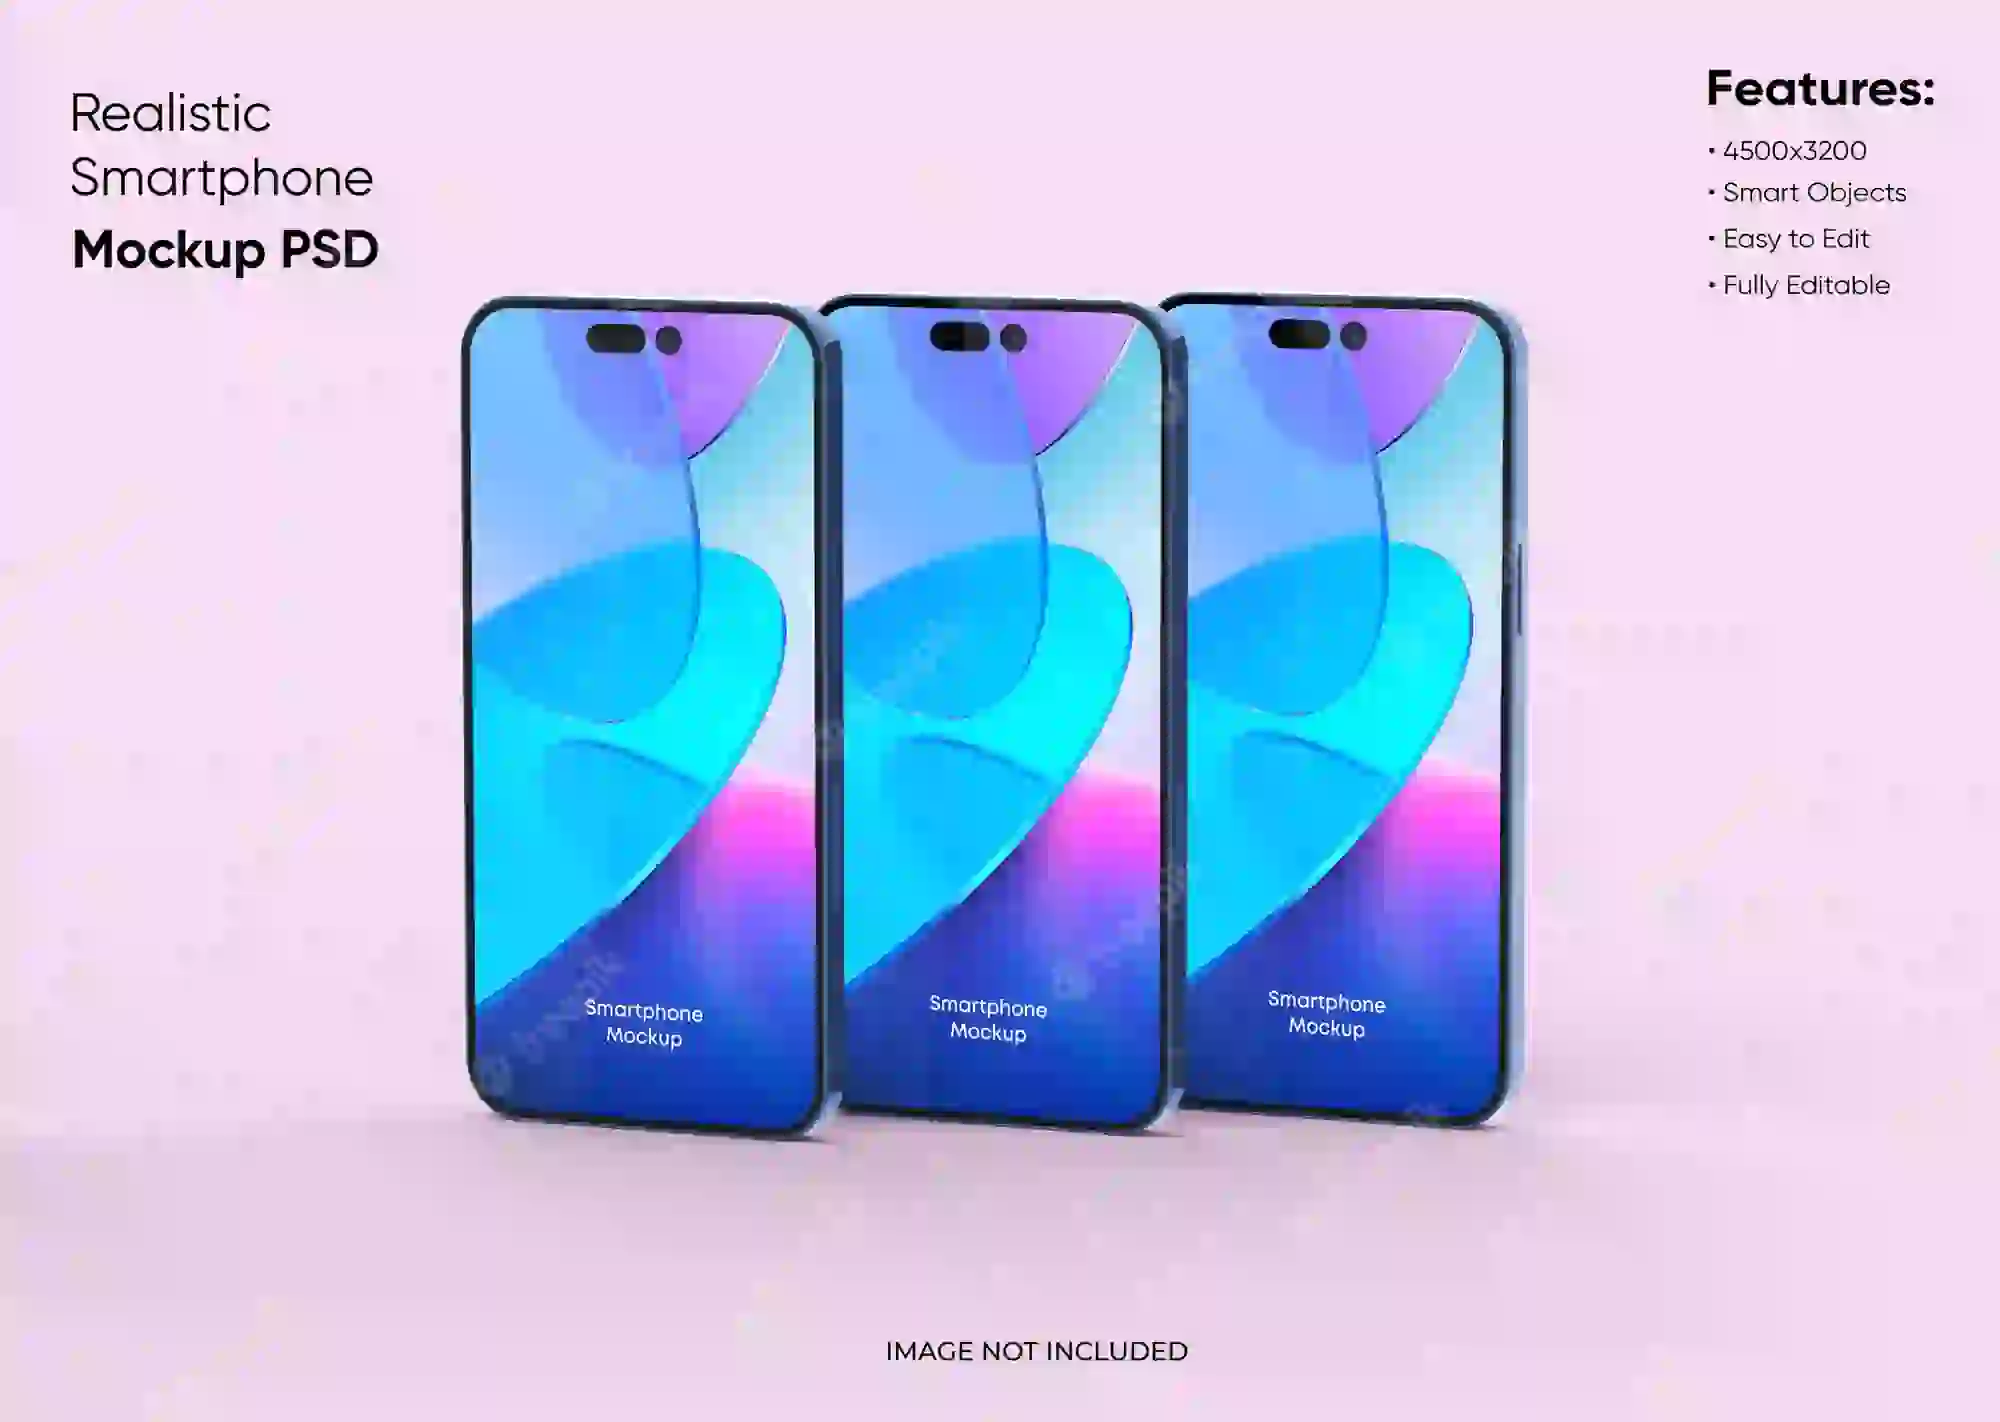 Realistic
Smartphone
Mockup PSD
Features:
• 4500x3200
• Smart Objects
• Easy to Edit
• Fully Editable
Smartphone
Mockup
Smartphone
Mockup
Smartphone
Mockup
freepik
IMAGE NOT INCLUDED